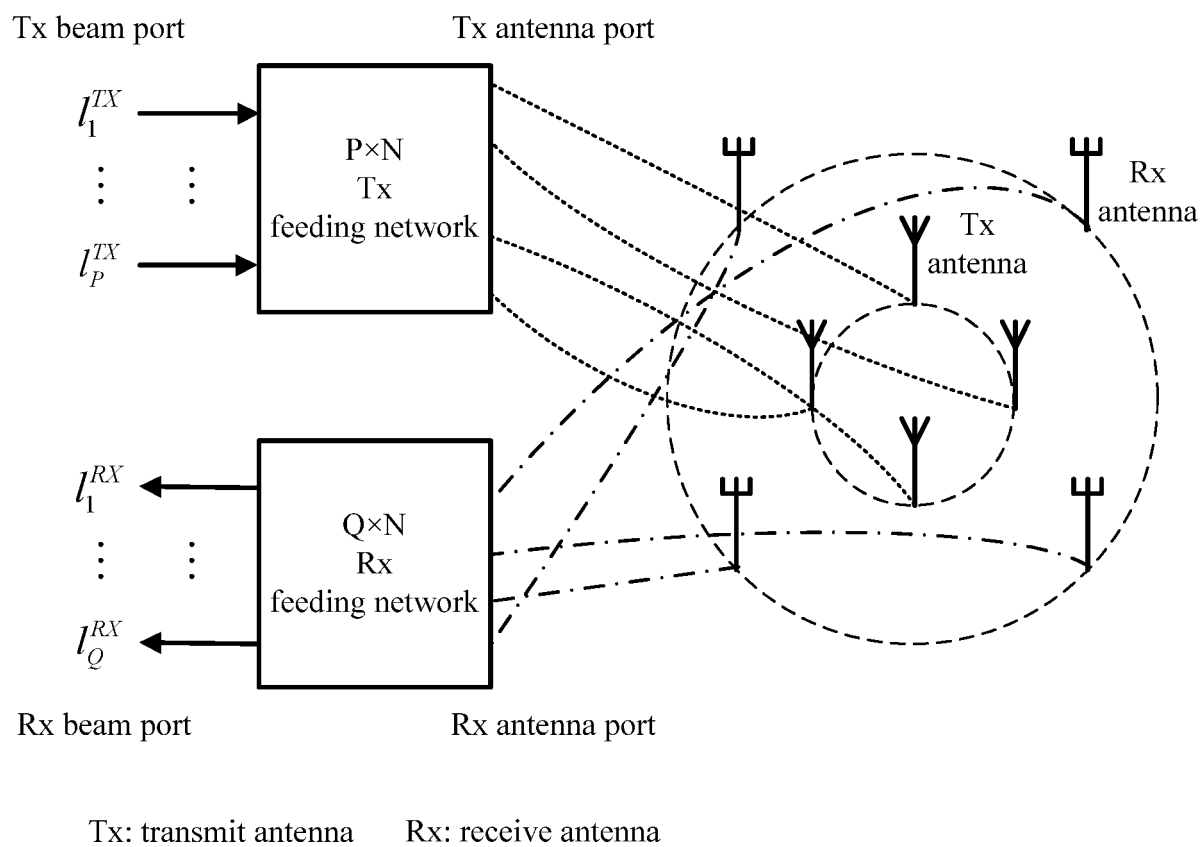 Tx beam port
Tx antenna port
l_1^{TX}
⋮ ⋮
l_P^{TX}
P×N
Tx
feeding network
Rx
antenna
Tx
antenna
l_1^{RX}
⋮ ⋮
l_Q^{RX}
Q×N
Rx
feeding network
Rx beam port
Rx antenna port
Tx: transmit antenna Rx: receive antenna